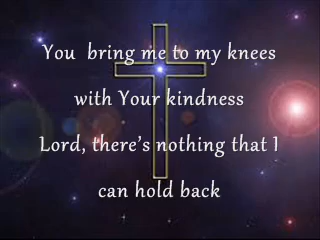 You  bring me to my knees
with Your kindness
Lord, there's nothing that I
can hold back